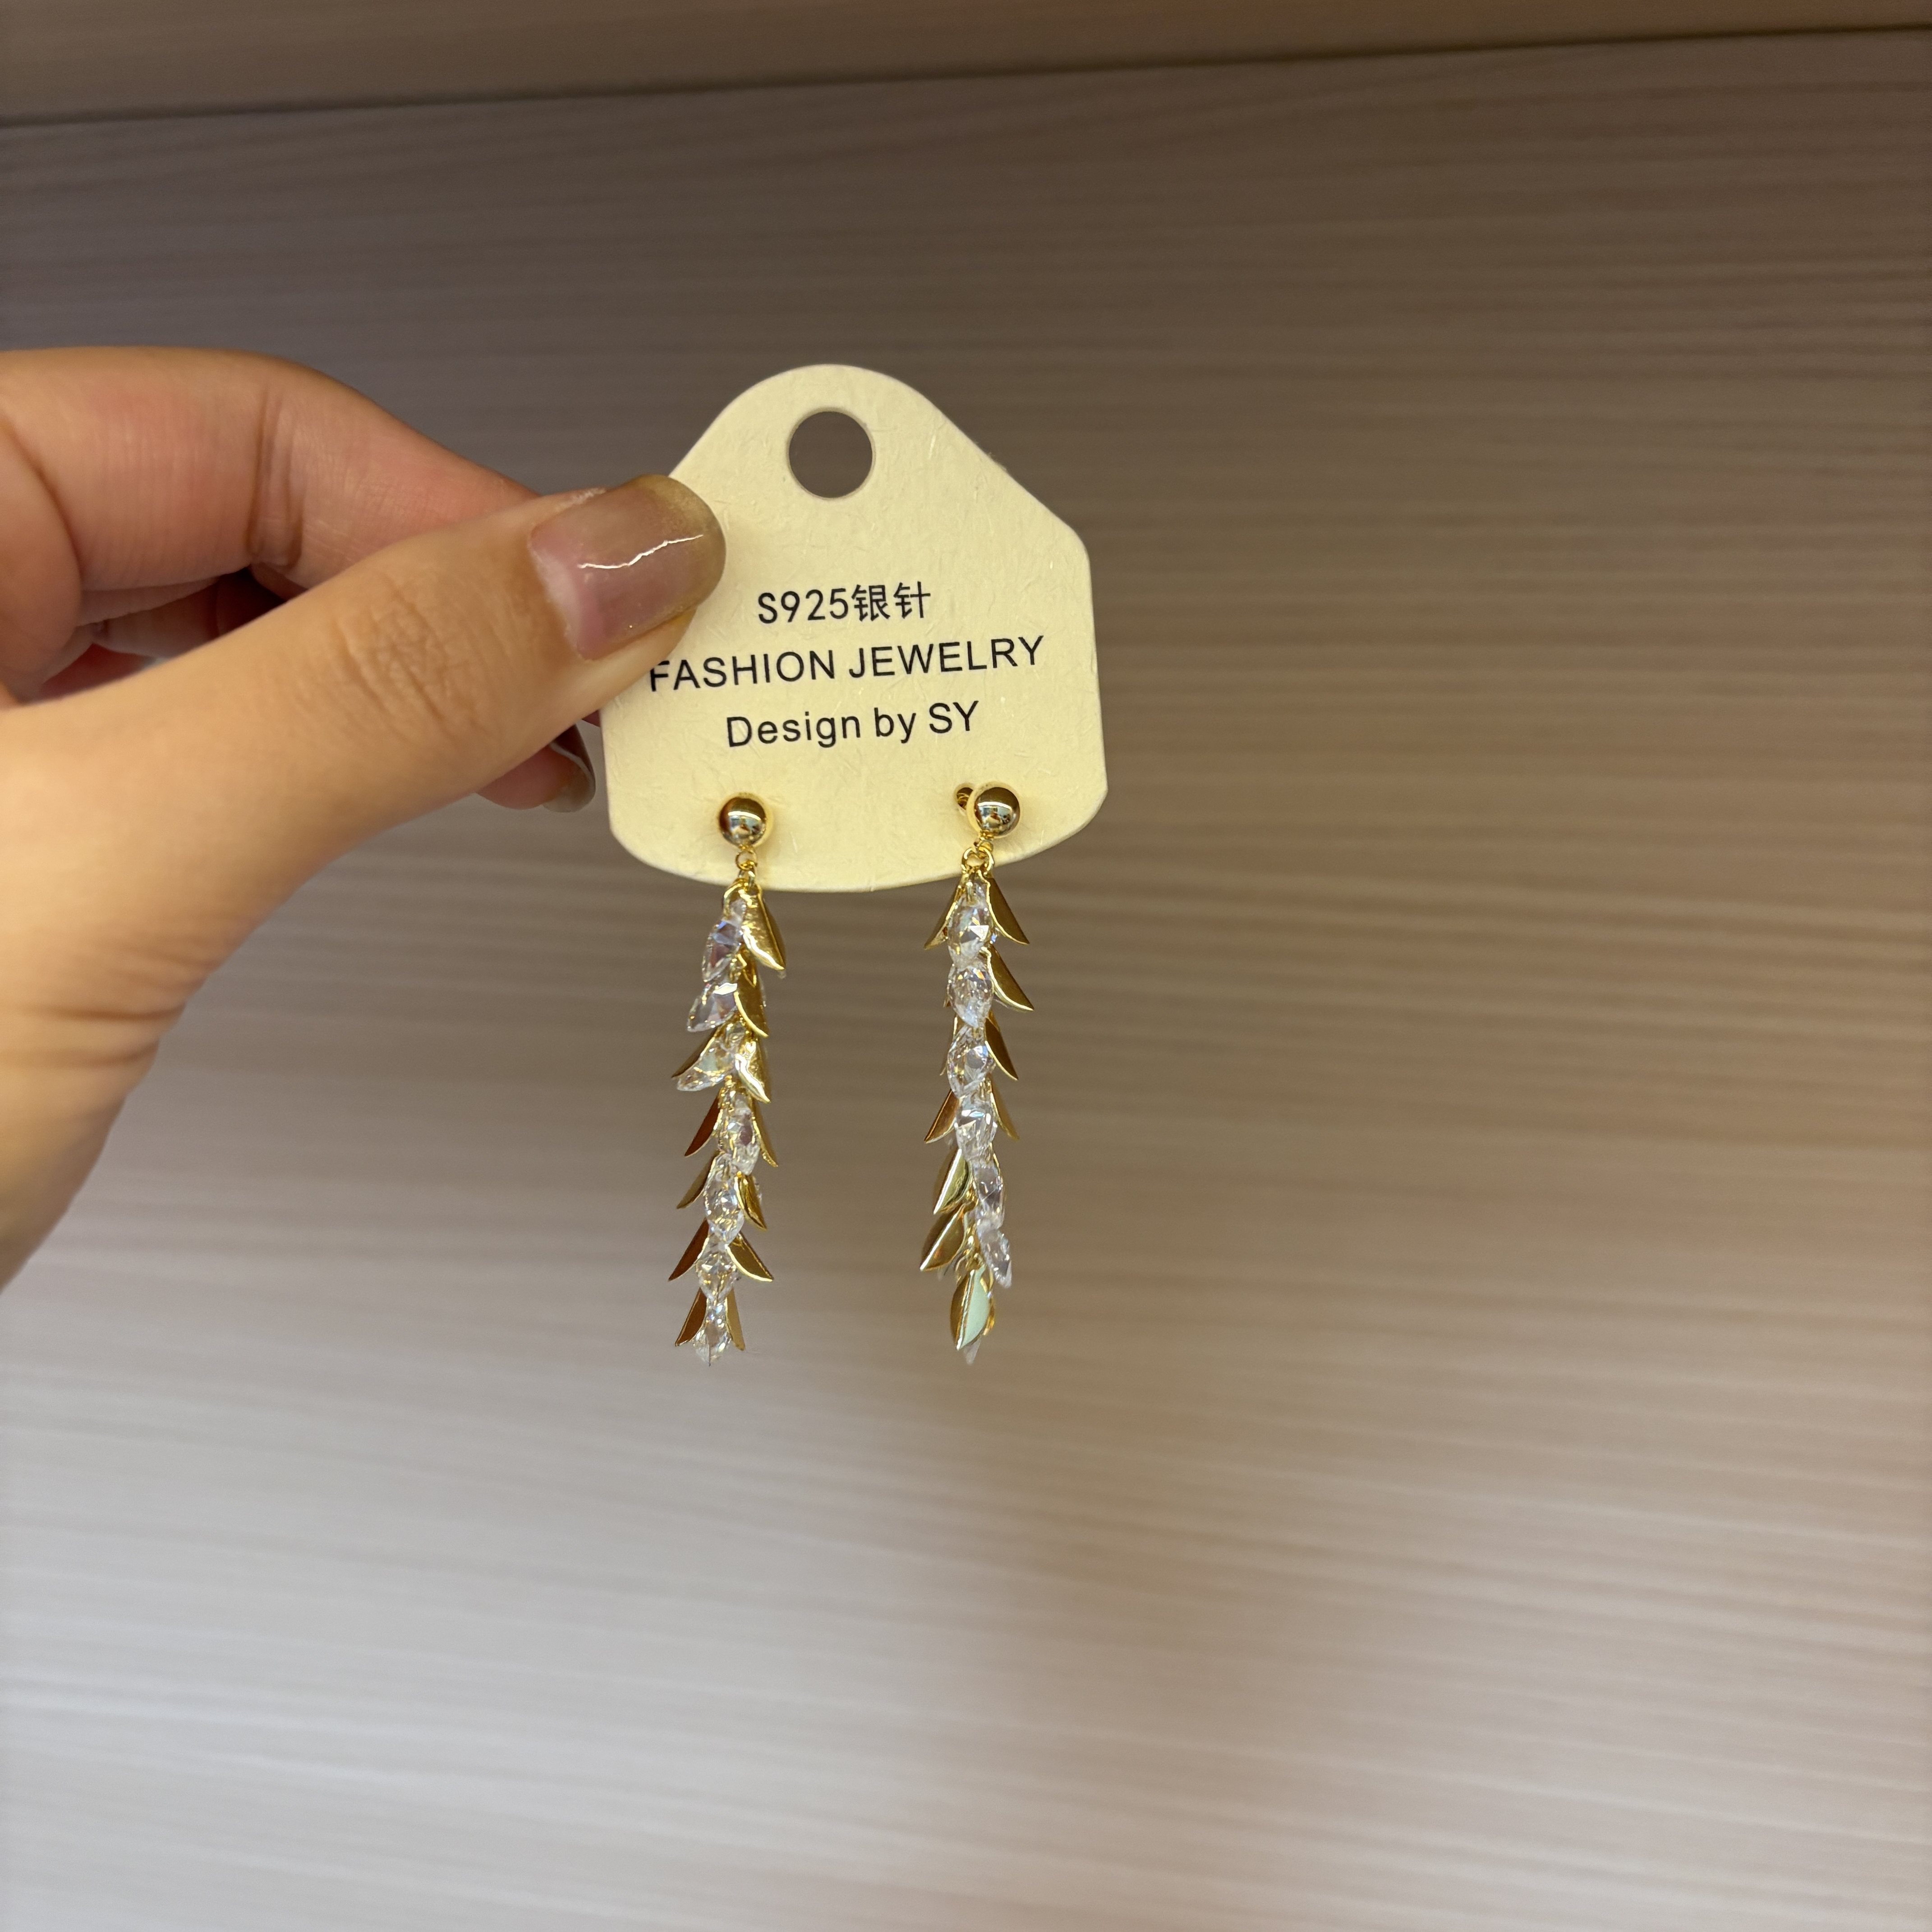 S925银针
FASHION JEWELRY
Design by SY